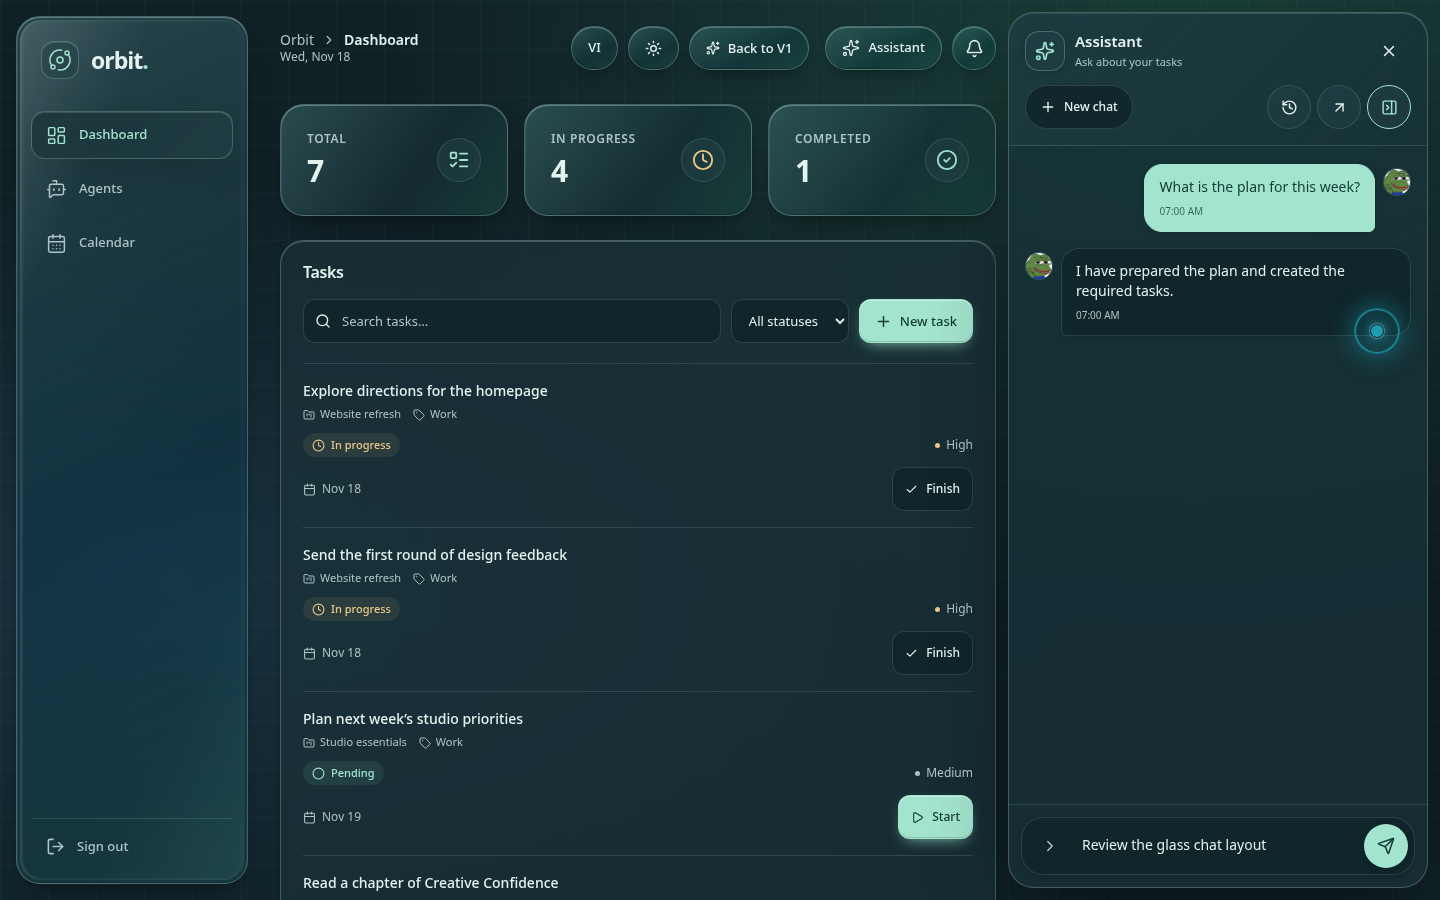 orbit.
Dashboard
Agents
Calendar
Sign out
Orbit > Dashboard
Wed, Nov 18
VI
Back to V1
Assistant
TOTAL
7
IN PROGRESS
4
COMPLETED
1
Tasks
Search tasks...
All statuses
New task
Explore directions for the homepage
Website refresh
Work
In progress
High
Nov 18
Finish
Send the first round of design feedback
Website refresh
Work
In progress
High
Nov 18
Finish
Plan next week’s studio priorities
Studio essentials
Work
Pending
Medium
Nov 19
Start
Read a chapter of Creative Confidence
Assistant
Ask about your tasks
New chat
What is the plan for this week?
07:00 AM
I have prepared the plan and created the
required tasks.
07:00 AM
Review the glass chat layout